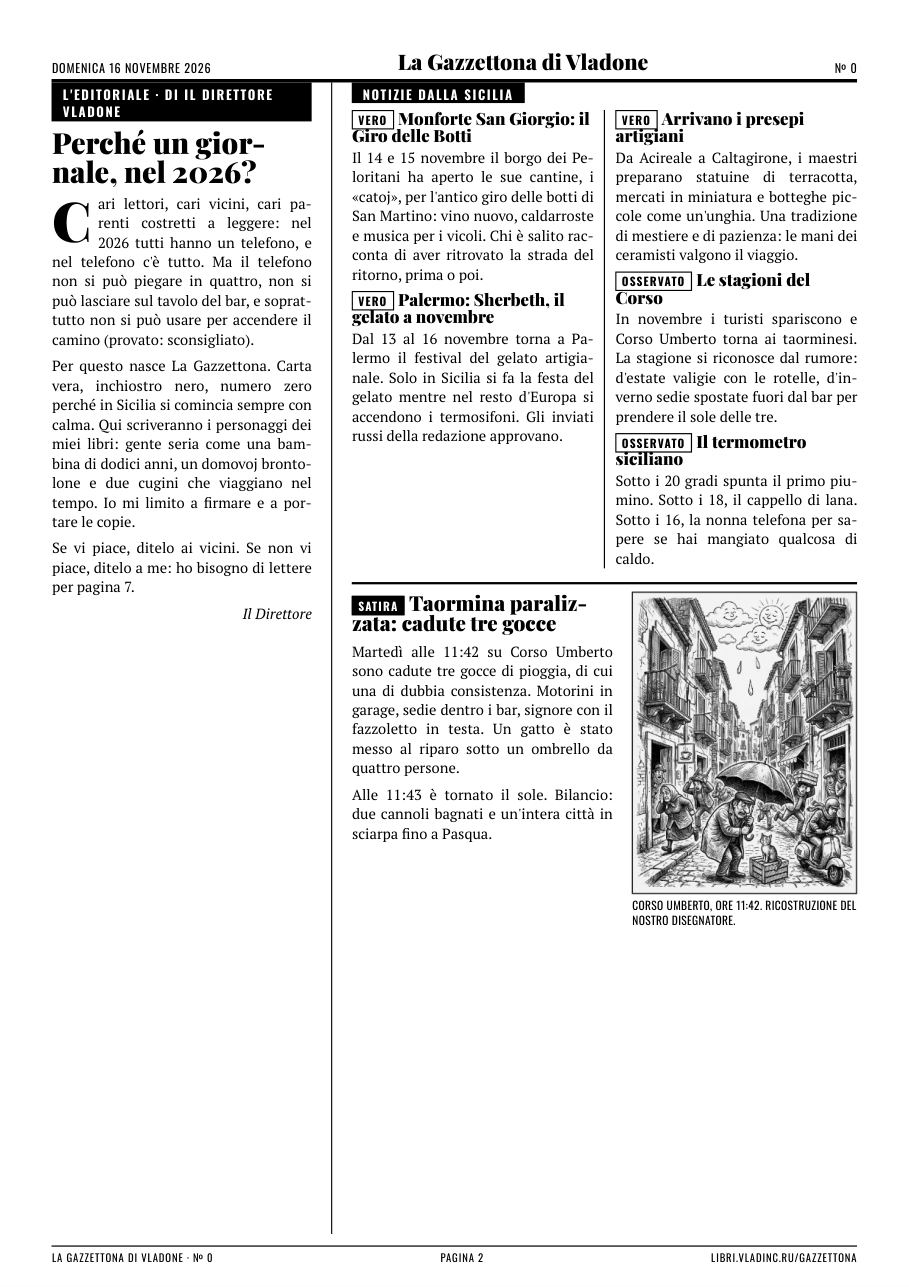 DOMENICA 16 NOVEMBRE 2026
La Gazzettona di Vladone
Nº 0
L'EDITORIALE · DI IL DIRETTORE
VLADONE
Perché un gior-
nale, nel 2026?
Cari lettori, cari vicini, cari pa-
renti costretti a leggere: nel
2026 tutti hanno un telefono, e
nel telefono c'è tutto. Ma il telefono
non si può piegare in quattro, non si
può lasciare sul tavolo del bar, e soprat-
tutto non si può usare per accendere il
camino (provato: sconsigliato).
Per questo nasce La Gazzettona. Carta
vera, inchiostro nero, numero zero
perché in Sicilia si comincia sempre con
calma. Qui scriveranno i personaggi dei
miei libri: gente seria come una bam-
bina di dodici anni, un domovoj bronto-
lone e due cugini che viaggiano nel
tempo. Io mi limito a firmare e a por-
tare le copie.
Se vi piace, ditelo ai vicini. Se non vi
piace, ditelo a me: ho bisogno di lettere
per pagina 7.
Il Direttore
NOTIZIE DALLA SICILIA
VERO Monforte San Giorgio: il
Giro delle Botti
Il 14 e 15 novembre il borgo dei Pe-
loritani ha aperto le sue cantine, i
«catoj», per l'antico giro delle botti di
San Martino: vino nuovo, caldarroste
e musica per i vicoli. Chi è salito rac-
conta di aver ritrovato la strada del
ritorno, prima o poi.
VERO Palermo: Sherbeth, il
gelato a novembre
Dal 13 al 16 novembre torna a Pa-
lermo il festival del gelato artigia-
nale. Solo in Sicilia si fa la festa del
gelato mentre nel resto d'Europa si
accendono i termosifoni. Gli inviati
russi della redazione approvano.
VERO Arrivano i presepi
artigiani
Da Acireale a Caltagirone, i maestri
preparano statuine di terracotta,
mercati in miniatura e botteghe pic-
cole come un'unghia. Una tradizione
di mestiere e di pazienza: le mani dei
ceramisti valgono il viaggio.
OSSERVATO Le stagioni del
Corso
In novembre i turisti spariscono e
Corso Umberto torna ai taorminesi.
La stagione si riconosce dal rumore:
d'estate valigie con le rotelle, d'in-
verno sedie spostate fuori dal bar per
prendere il sole delle tre.
OSSERVATO Il termometro
siciliano
Sotto i 20 gradi spunta il primo piu-
mino. Sotto i 18, il cappello di lana.
Sotto i 16, la nonna telefona per sa-
pere se hai mangiato qualcosa di
caldo.
SATIRA Taormina paraliz-
zata: cadute tre gocce
Martedì alle 11:42 su Corso Umberto
sono cadute tre gocce di pioggia, di cui
una di dubbia consistenza. Motorini in
garage, sedie dentro i bar, signore con il
fazzoletto in testa. Un gatto è stato
messo al riparo sotto un ombrello da
quattro persone.
Alle 11:43 è tornato il sole. Bilancio:
due cannoli bagnati e un'intera città in
sciarpa fino a Pasqua.
CORSO UMBERTO, ORE 11:42. RICOSTRUZIONE DEL
NOSTRO DISEGNATORE.
LA GAZZETTONA DI VLADONE · Nº 0
PAGINA 2
LIBRI.VLADINC.RU/GAZZETTONA